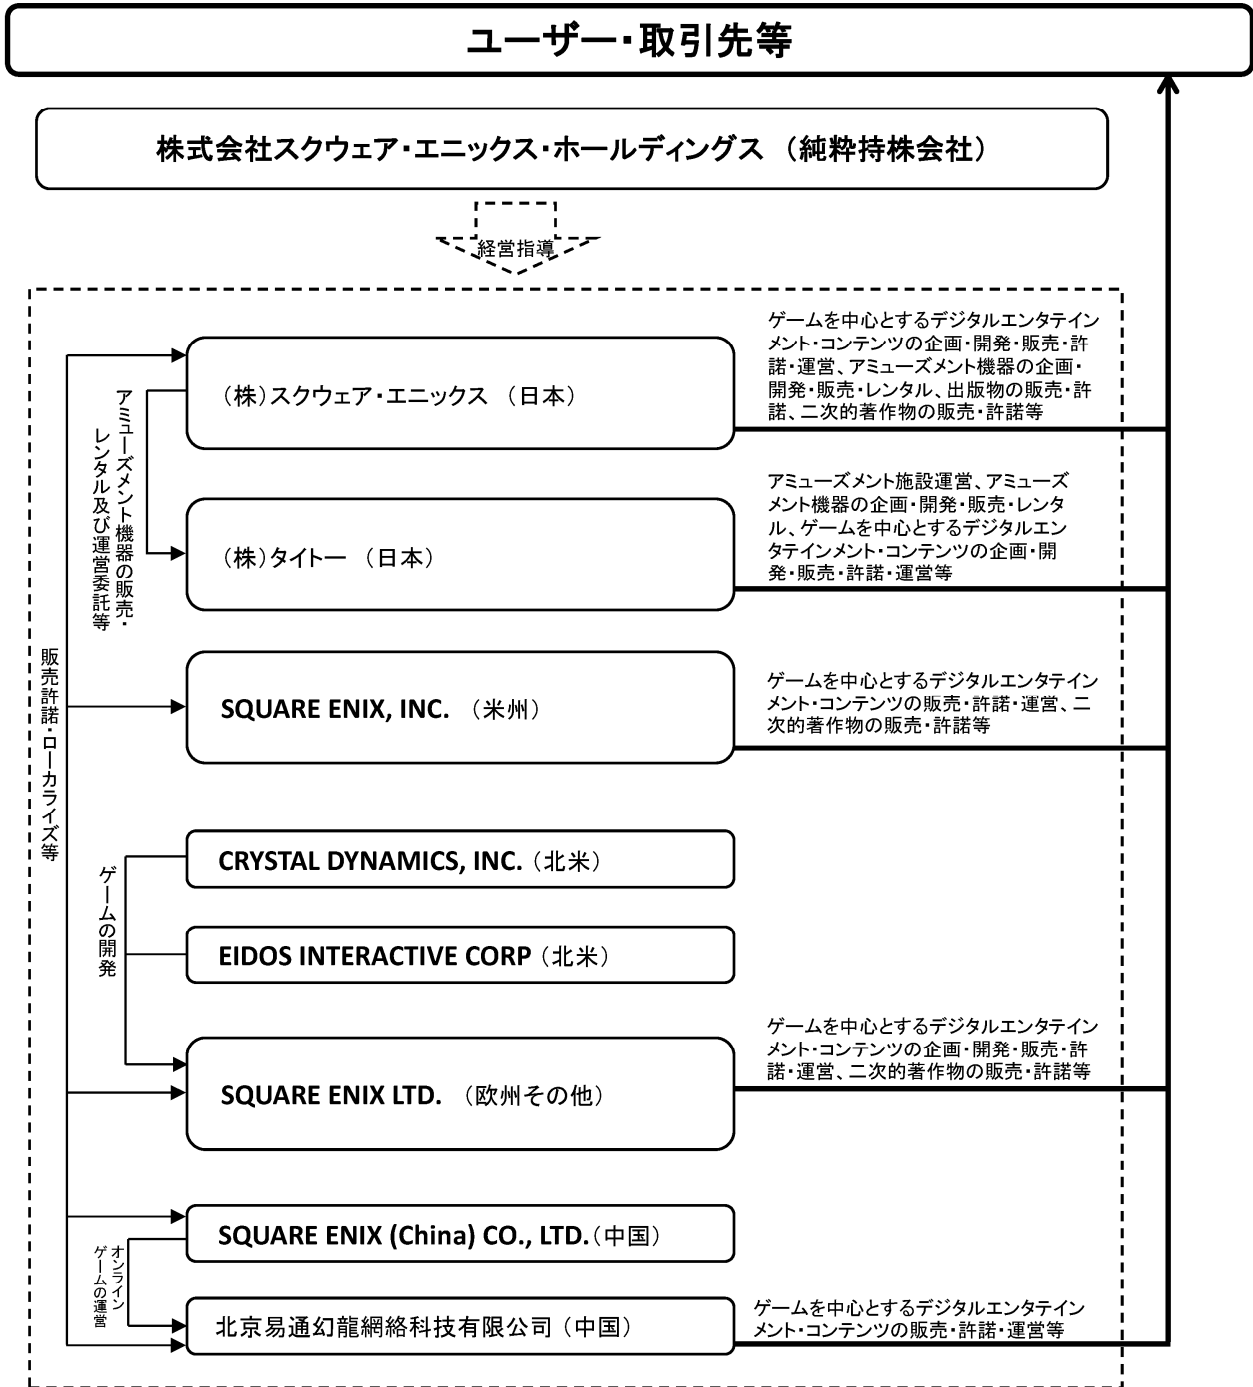 ユーザー・取引先等
株式会社スクウェア・エニックス・ホールディングス （純粋持株会社）
経営指導
ゲームを中心とするデジタルエンタテイン
メント・コンテンツの企画・開発・販売・許
諾・運営、アミューズメント機器の企画・
開発・販売・レンタル、出版物の販売・許
諾、二次的著作物の販売・許諾等
（株）スクウェア・エニックス （日本）
アミューズメント機器の販売・
レンタル及び運営委託等
アミューズメント施設運営、アミューズ
メント機器の企画・開発・販売・レンタ
ル、ゲームを中心とするデジタルエン
タテインメント・コンテンツの企画・開
発・販売・許諾・運営等
（株）タイトー （日本）
販売許諾・ローカライズ等
ゲームを中心とするデジタルエンタテイン
メント・コンテンツの販売・許諾・運営、二
次的著作物の販売・許諾等
SQUARE ENIX, INC. （米州）
CRYSTAL DYNAMICS, INC.（北米）
ゲームの開発
EIDOS INTERACTIVE CORP（北米）
ゲームを中心とするデジタルエンタテイン
メント・コンテンツの企画・開発・販売・許
諾・運営、二次的著作物の販売・許諾等
SQUARE ENIX LTD. （欧州その他）
SQUARE ENIX (China) CO., LTD.（中国）
オンライン
ゲームの運営
北京易通幻龍網絡科技有限公司（中国）
ゲームを中心とするデジタルエンタテイン
メント・コンテンツの販売・許諾・運営等